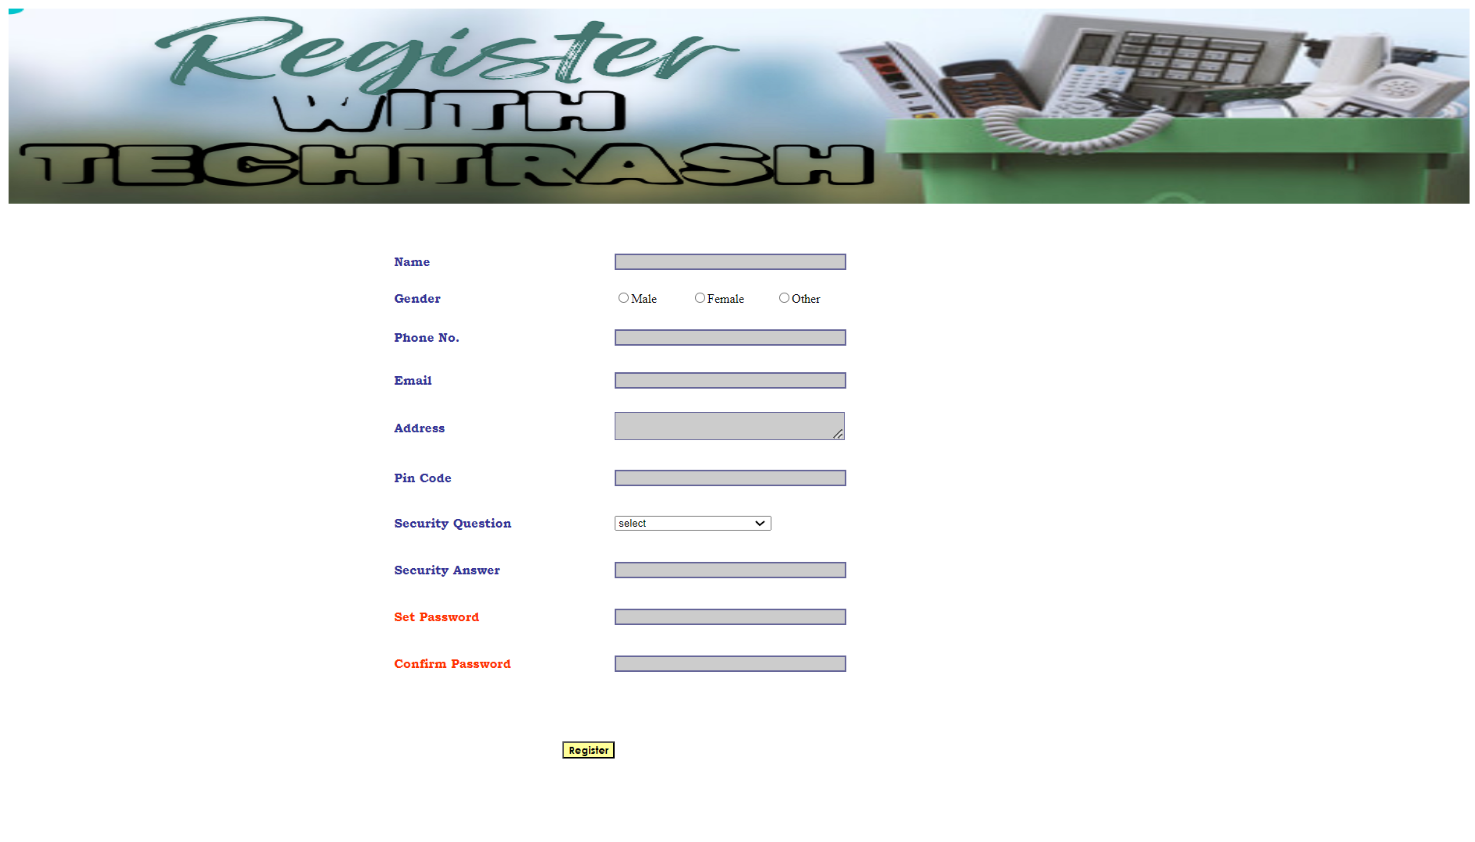 Register
WITH
TECHTRASH
Name
Gender Male Female Other
Phone No.
Email
Address
Pin Code
Security Question select
Security Answer
Set Password
Confirm Password
Register